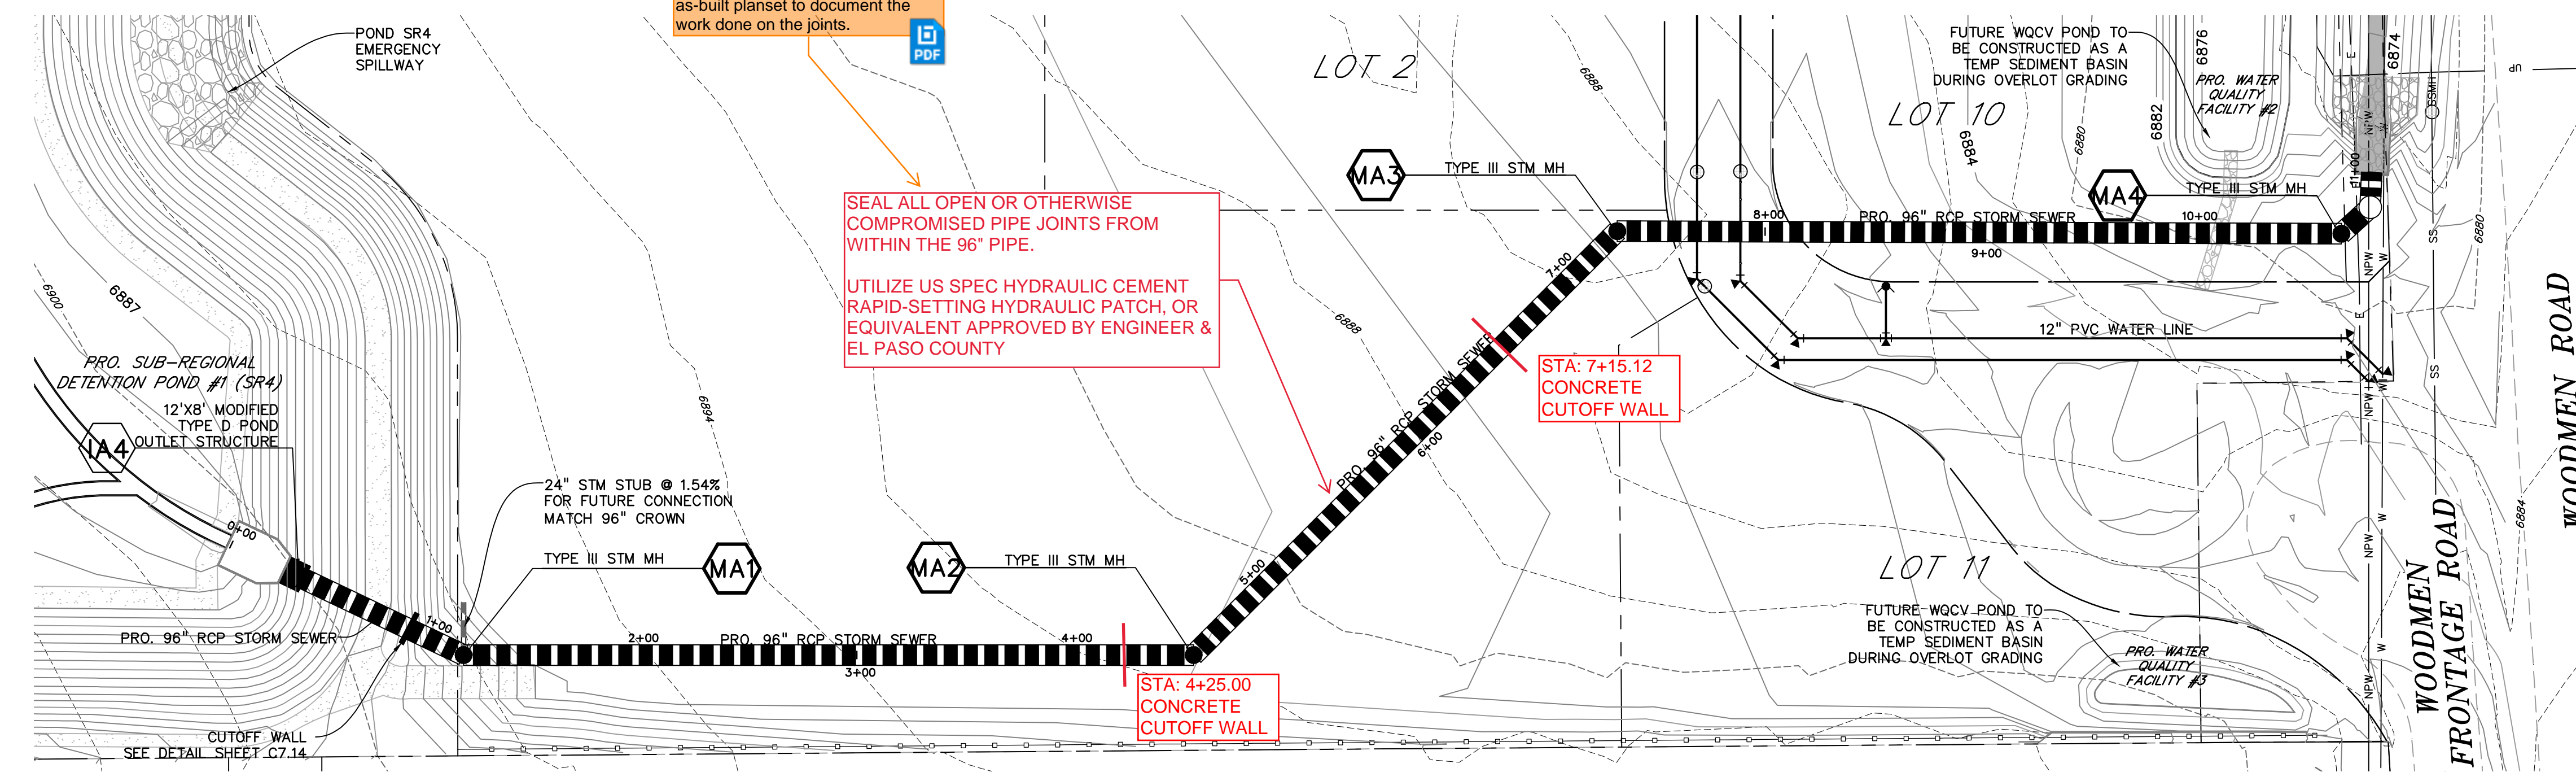 as-built planset to document the
work done on the joints.
PDF
POND SR4
EMERGENCY
SPILLWAY
LOT 2
6888
FUTURE WQCV POND TO
BE CONSTRUCTED AS A
TEMP SEDIMENT BASIN
DURING OVERLOT GRADING
6876
6874
PRO. WATER
QUALITY
FACILITY #2
UP
SSMH
E
LOT 10
6884
6880
6882
NPW
W
MA3
TYPE III STM MH
MA4
TYPE III STM MH
11+00
SEAL ALL OPEN OR OTHERWISE
COMPROMISED PIPE JOINTS FROM
WITHIN THE 96" PIPE.
UTILIZE US SPEC HYDRAULIC CEMENT
RAPID-SETTING HYDRAULIC PATCH, OR
EQUIVALENT APPROVED BY ENGINEER &
EL PASO COUNTY
8+00
PRO. 96" RCP STORM SEWER
10+00
9+00
7+00
SS
6880
NPW
W
6900
6887
6888
E
12" PVC WATER LINE
WOODMEN ROAD
PRO. SUB-REGIONAL
DETENTION POND #1 (SR4)
12'X8' MODIFIED
TYPE D POND
OUTLET STRUCTURE
IA4
6894
PRO. 96" RCP STORM SEWER
6+00
STA: 7+15.12
CONCRETE
CUTOFF WALL
SS
NPW
W
24" STM STUB @ 1.54%
FOR FUTURE CONNECTION
MATCH 96" CROWN
0+00
TYPE III STM MH
MA1
MA2
TYPE III STM MH
5+00
LOT 11
6884
NPW
W
WOODMEN
FRONTAGE ROAD
PRO. 96" RCP STORM SEWER
1+00
2+00
PRO. 96" RCP STORM SEWER
4+00
3+00
FUTURE WQCV POND TO
BE CONSTRUCTED AS A
TEMP SEDIMENT BASIN
DURING OVERLOT GRADING
PRO. WATER
QUALITY
FACILITY #3
W
NPW
STA: 4+25.00
CONCRETE
CUTOFF WALL
CUTOFF WALL
SEE DETAIL SHEET C7.14